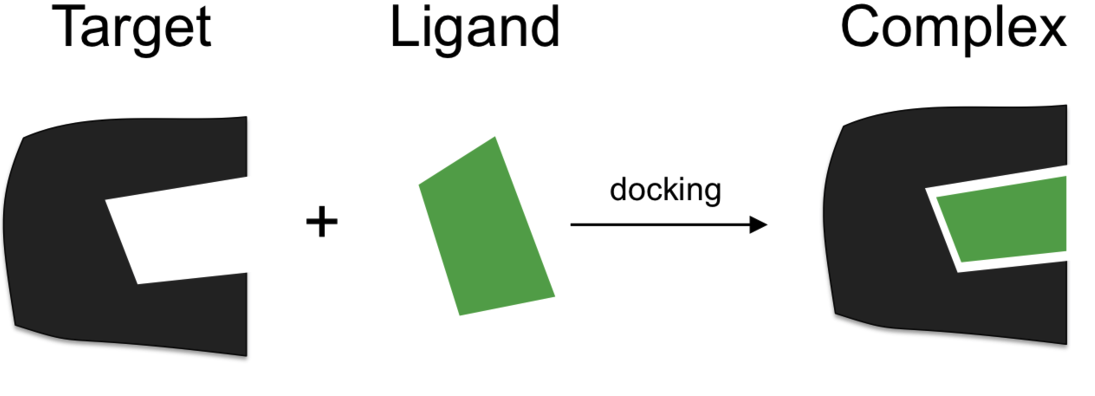 Target
Ligand
Complex
+
docking